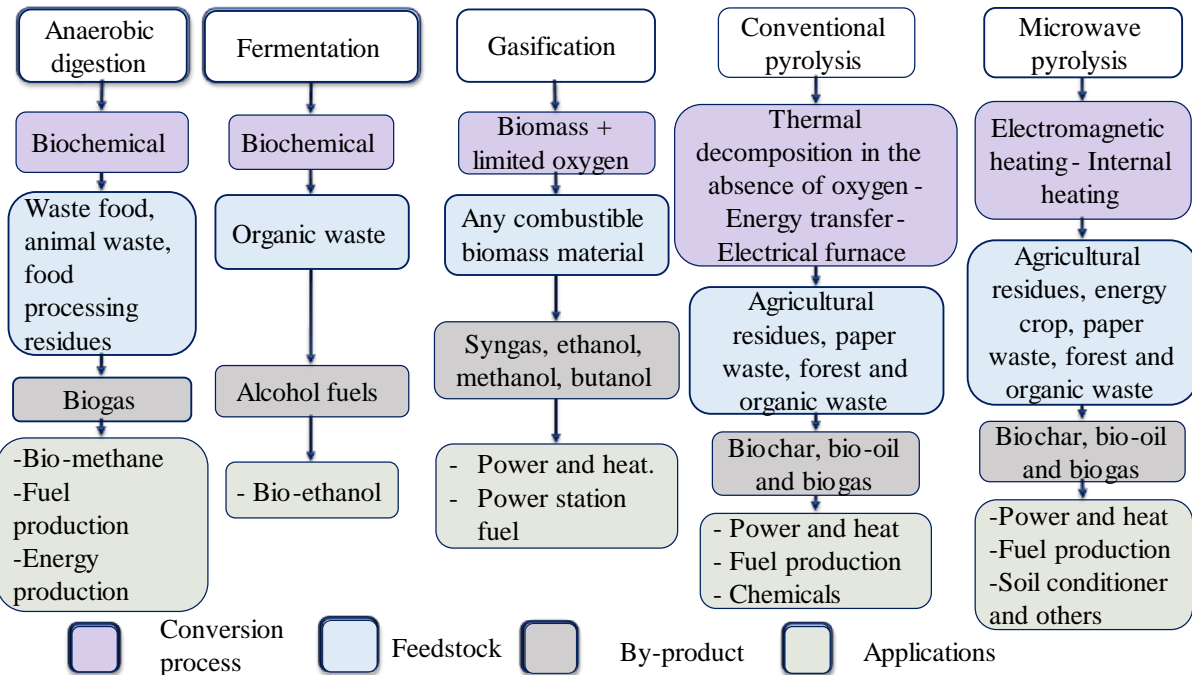 Anaerobic
digestion
Biochemical
Waste food,
animal waste,
food
processing
residues
Biogas
-Bio-methane
-Fuel
production
-Energy
production
Fermentation
Biochemical
Organic waste
Alcohol fuels
- Bio-ethanol
Gasification
Biomass +
limited oxygen
Any combustible
biomass material
Syngas, ethanol,
methanol, butanol
- Power and heat.
- Power station
fuel
Conventional
pyrolysis
Thermal
decomposition in the
absence of oxygen -
Energy transfer -
Electrical furnace
Agricultural
residues, paper
waste, forest and
organic waste
Biochar, bio-oil
and biogas
- Power and heat
- Fuel production
- Chemicals
Microwave
pyrolysis
Electromagnetic
heating - Internal
heating
Agricultural
residues, energy
crop, paper
waste, forest and
organic waste
Biochar, bio-oil
and biogas
-Power and heat
-Fuel production
-Soil conditioner
and others
Conversion
process
Feedstock
By-product
Applications